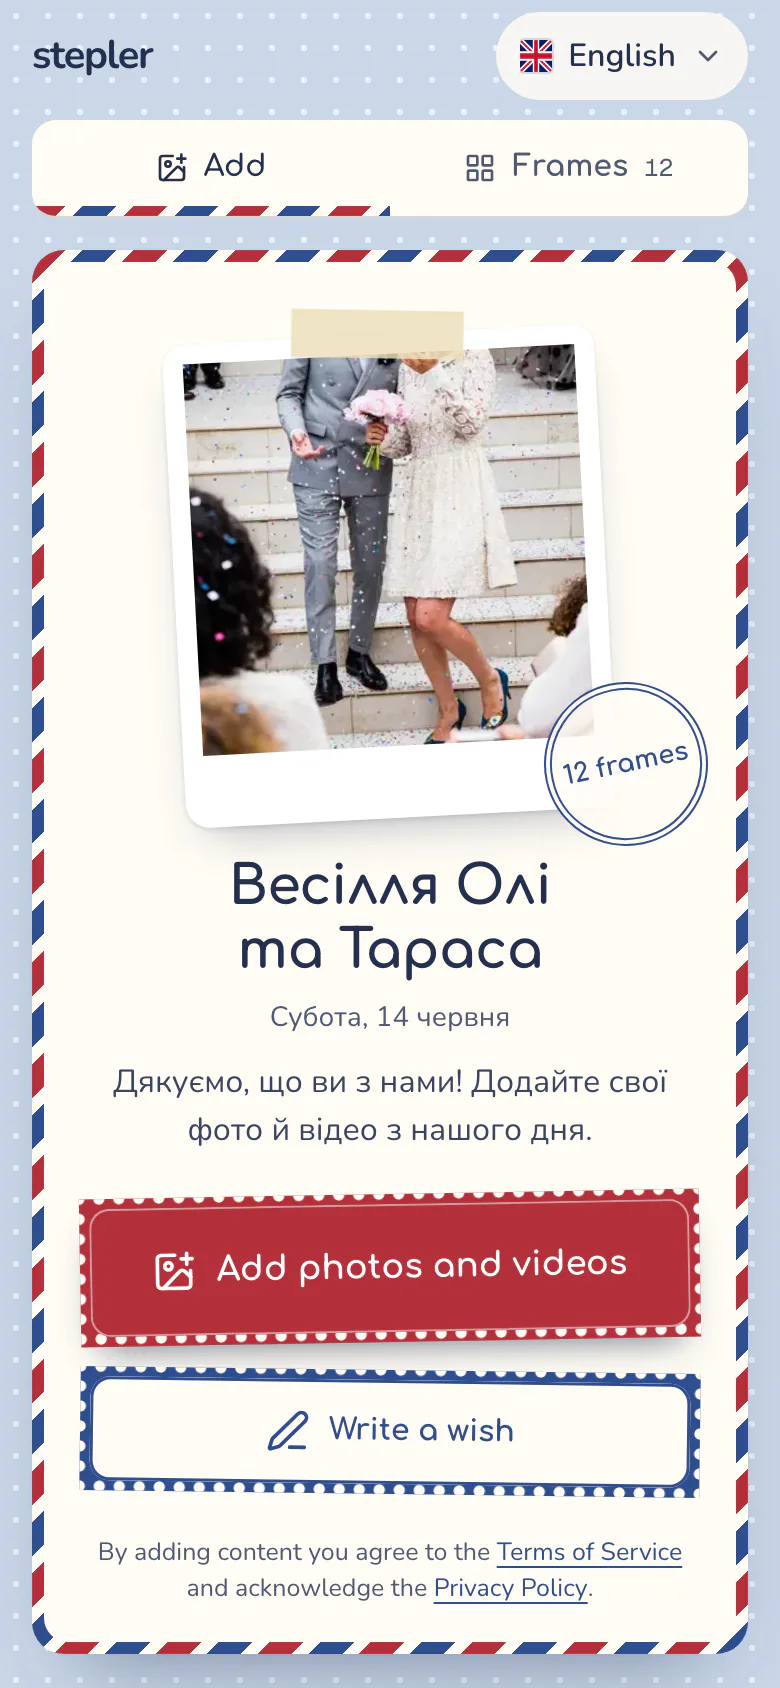 stepler
English
Add
Frames 12
12 frames
Весілля Олі
та Тараса
Субота, 14 червня
Дякуємо, що ви з нами! Додайте свої
фото й відео з нашого дня.
Add photos and videos
Write a wish
By adding content you agree to the Terms of Service
and acknowledge the Privacy Policy.